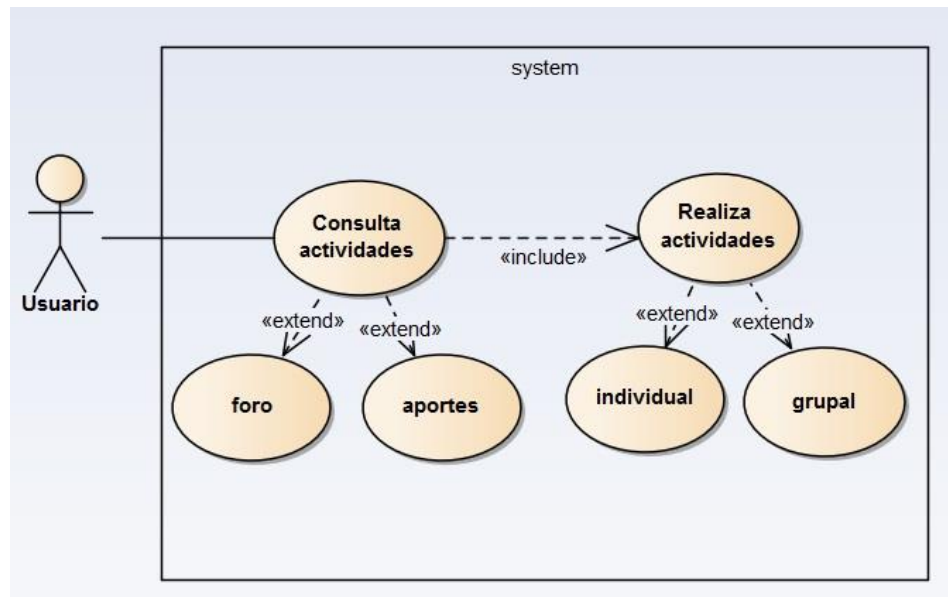 system
Consulta
actividades
Realiza
actividades
«include»
Usuario
«extend»
«extend»
«extend»
«extend»
foro
aportes
individual
grupal